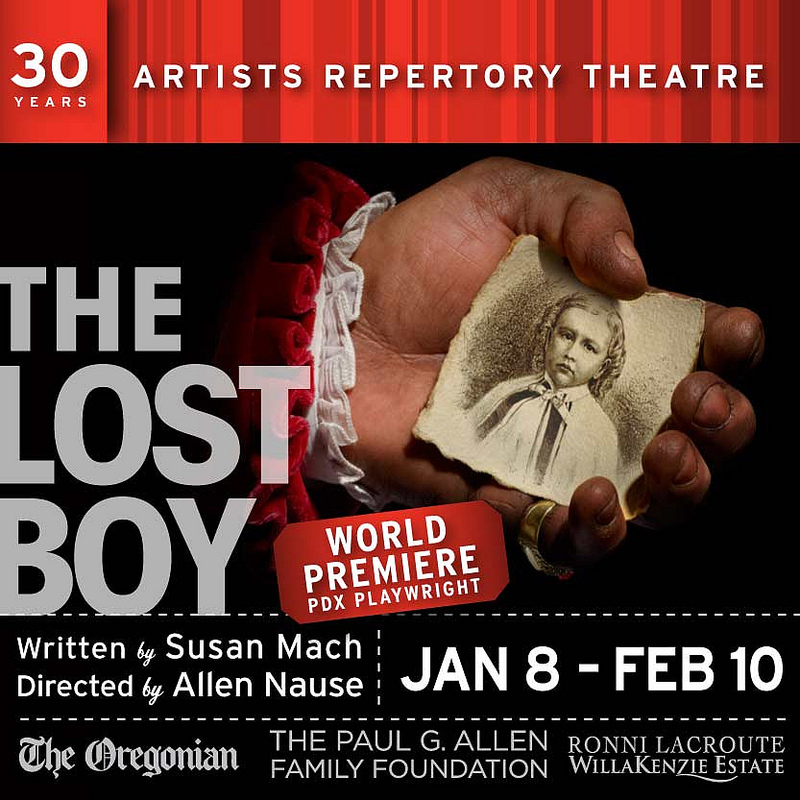 30
YEARS
ARTISTS REPERTORY THEATRE
THE
LOST
BOY
WORLD
PREMIERE
PDX PLAYWRIGHT
Written by Susan Mach
Directed by Allen Nause
JAN 8 - FEB 10
The Oregonian
THE PAUL G. ALLEN
FAMILY FOUNDATION
RONNI LACROUTE
WILLAKENZIE ESTATE